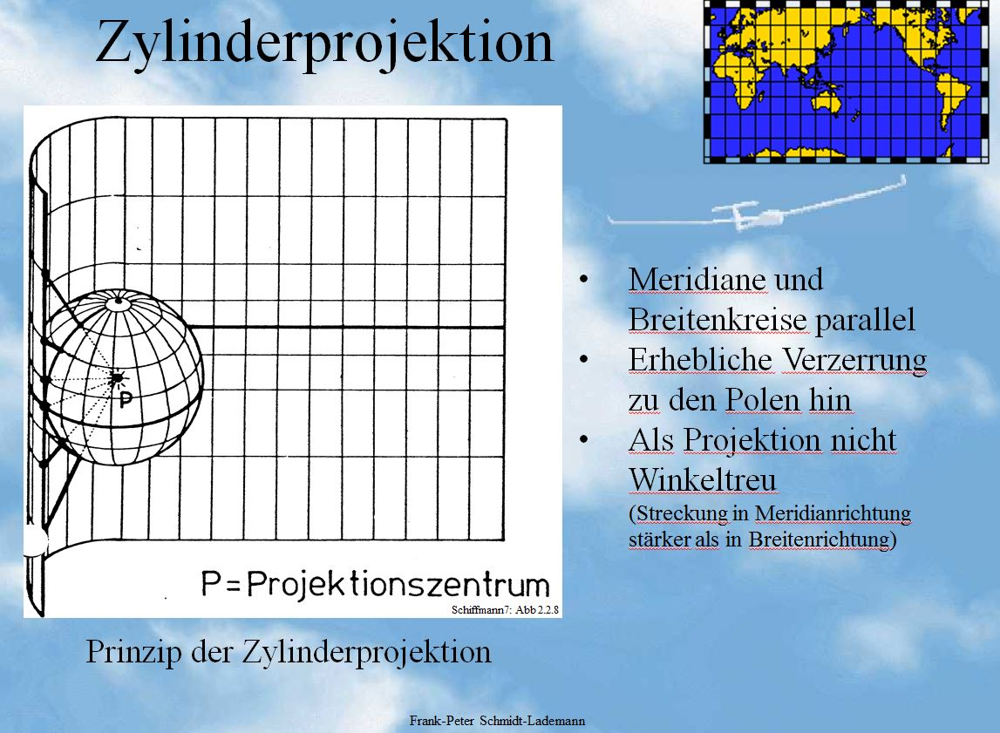 Zylinderprojektion
P
P=Projektionszentrum
Schiffmann7: Abb 2.2.8
Prinzip der Zylinderprojektion
• Meridiane und
Breitenkreise parallel
• Erhebliche Verzerrung
zu den Polen hin
• Als Projektion nicht
Winkeltreu
(Streckung in Meridianrichtung
stärker als in Breitenrichtung)
Frank-Peter Schmidt-Lademann